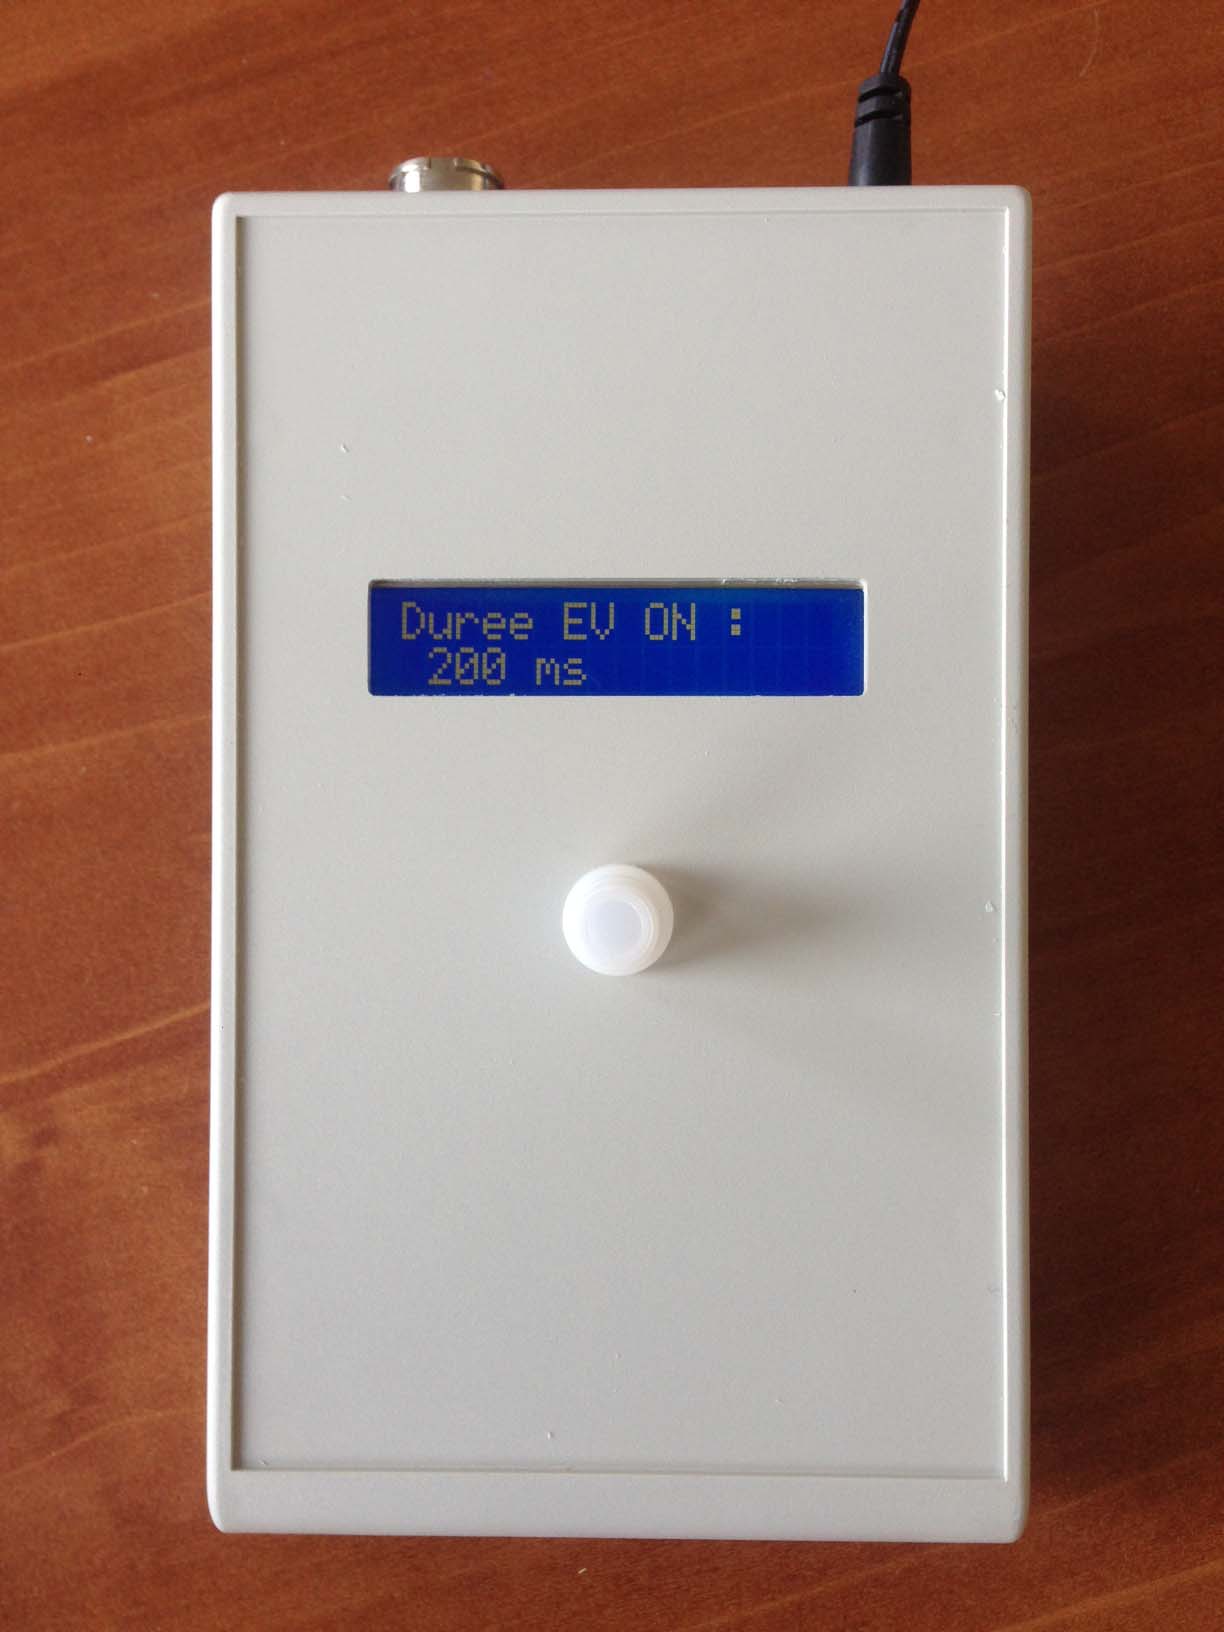 Duree EV ON :
200 ms